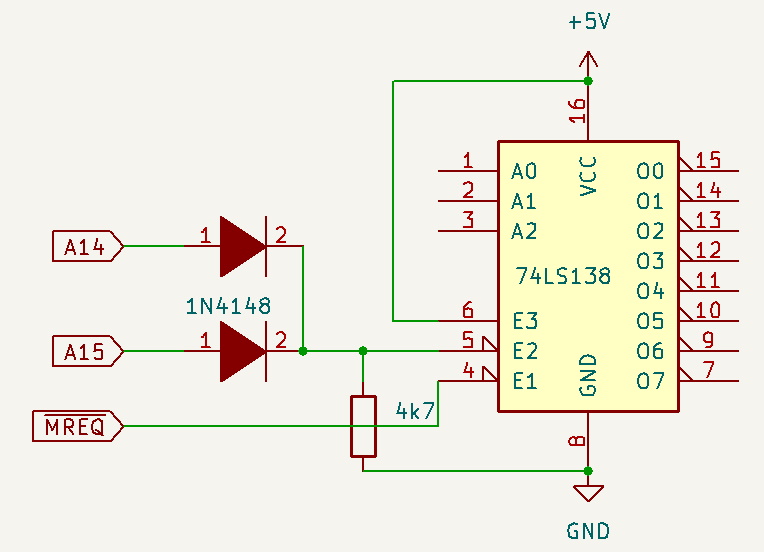 +5V
16
1 A0 VCC O0 15
2 A1 O1 14
3 A2 O2 13
O3 12
A14 1 2
74LS138
O4 11
1N4148
6 E3 O5 10
A15 1 2
5 E2 O6 9
4 E1 GND O7 7
4k7
M̅R̅E̅Q̅
8
GND